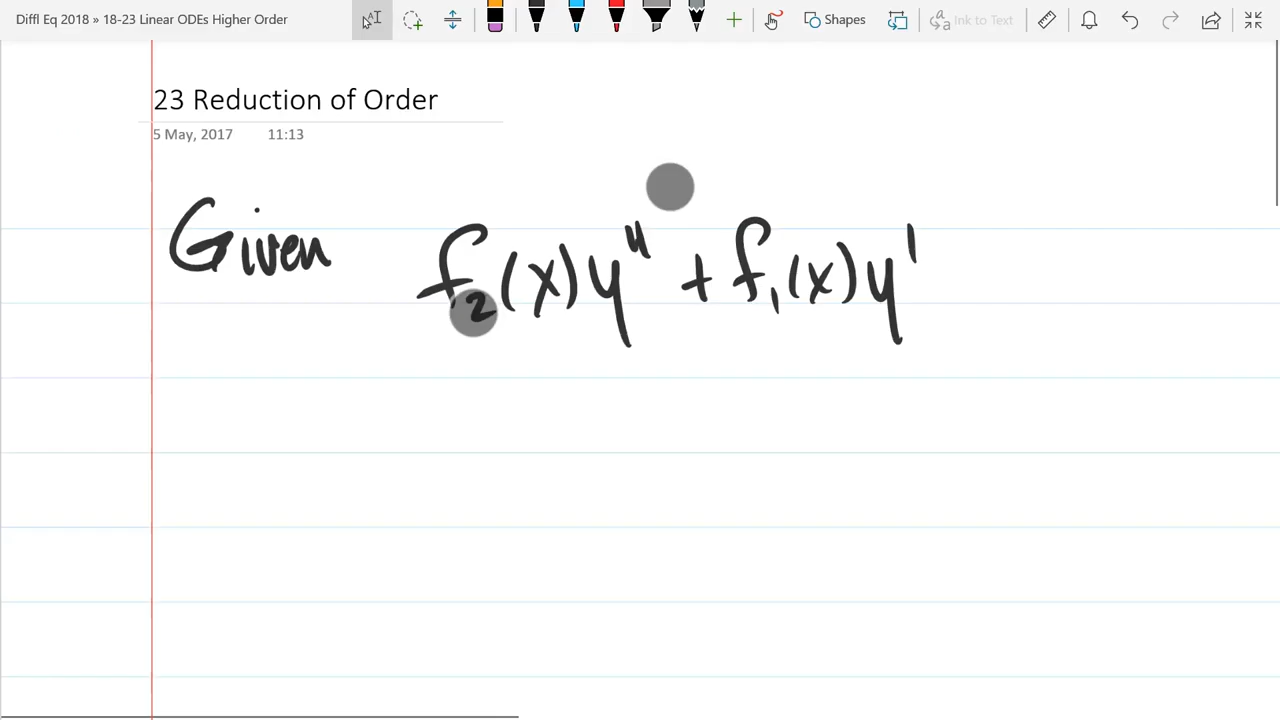 Diffl Eq 2018 » 18-23 Linear ODEs Higher Order
Shapes
Ink to Text
23 Reduction of Order
5 May, 2017 11:13
Given f₂(x)y'' + f₁(x)y'